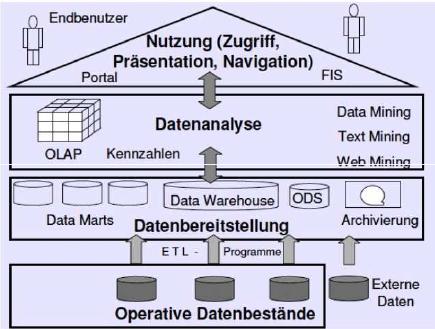 Endbenutzer
Nutzung (Zugriff,
Präsentation, Navigation)
Portal
FIS
Datenanalyse
OLAP
Kennzahlen
Data Mining
Text Mining
Web Mining
Data Warehouse
ODS
Data Marts
Archivierung
Datenbereitstellung
E T L - Programme
Externe
Daten
Operative Datenbestände